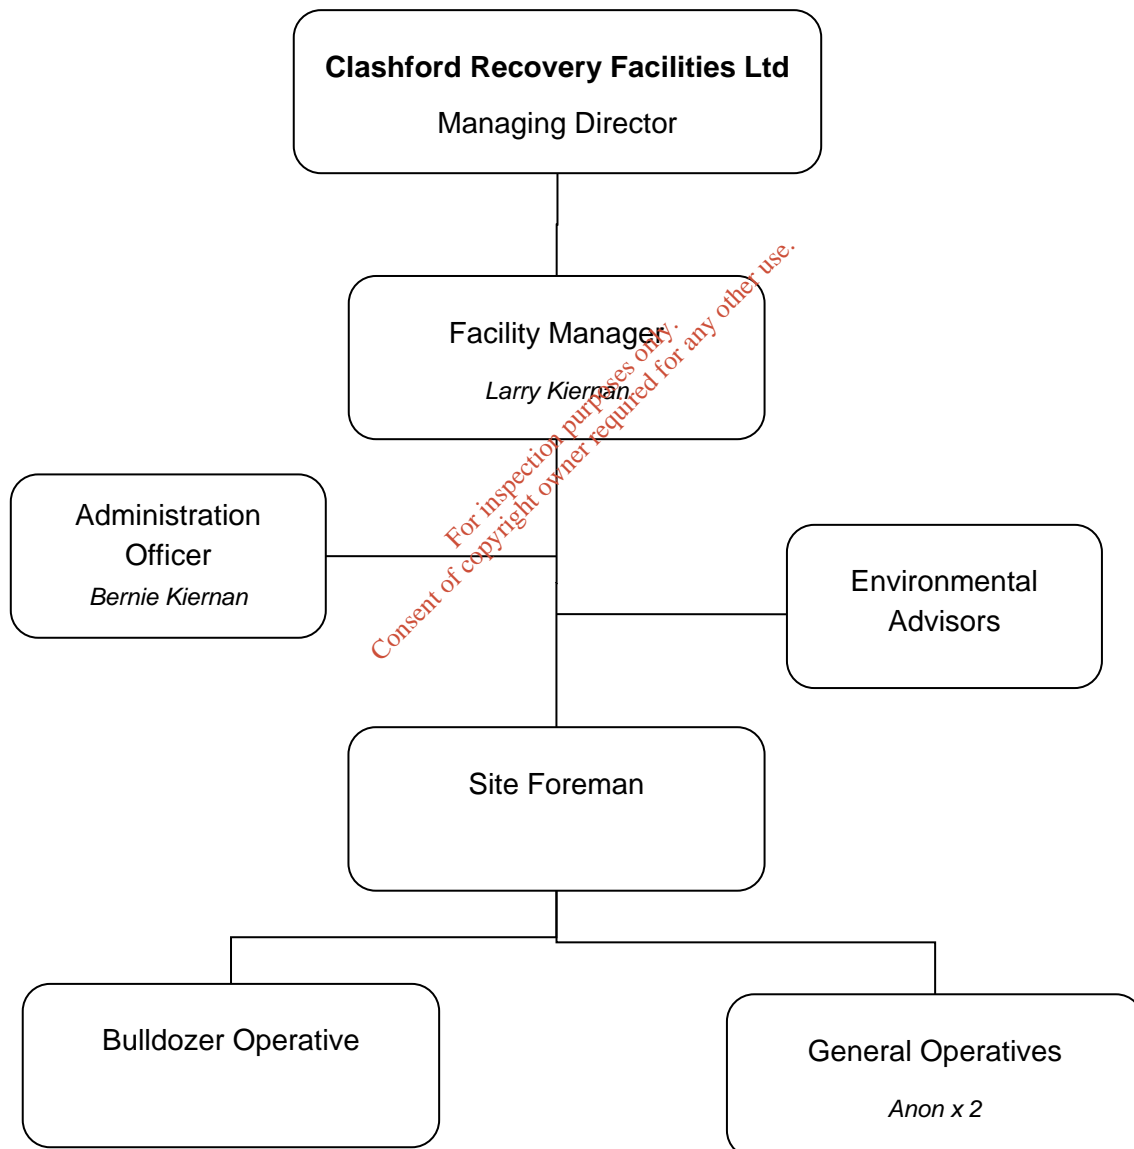 Clashford Recovery Facilities Ltd
Managing Director
Facility Manager
Larry Kiernan
For inspection purposes only.
Consent of copyright owner required for any other use.
Administration
Officer
Bernie Kiernan
Environmental
Advisors
Site Foreman
Bulldozer Operative
General Operatives
Anon x 2